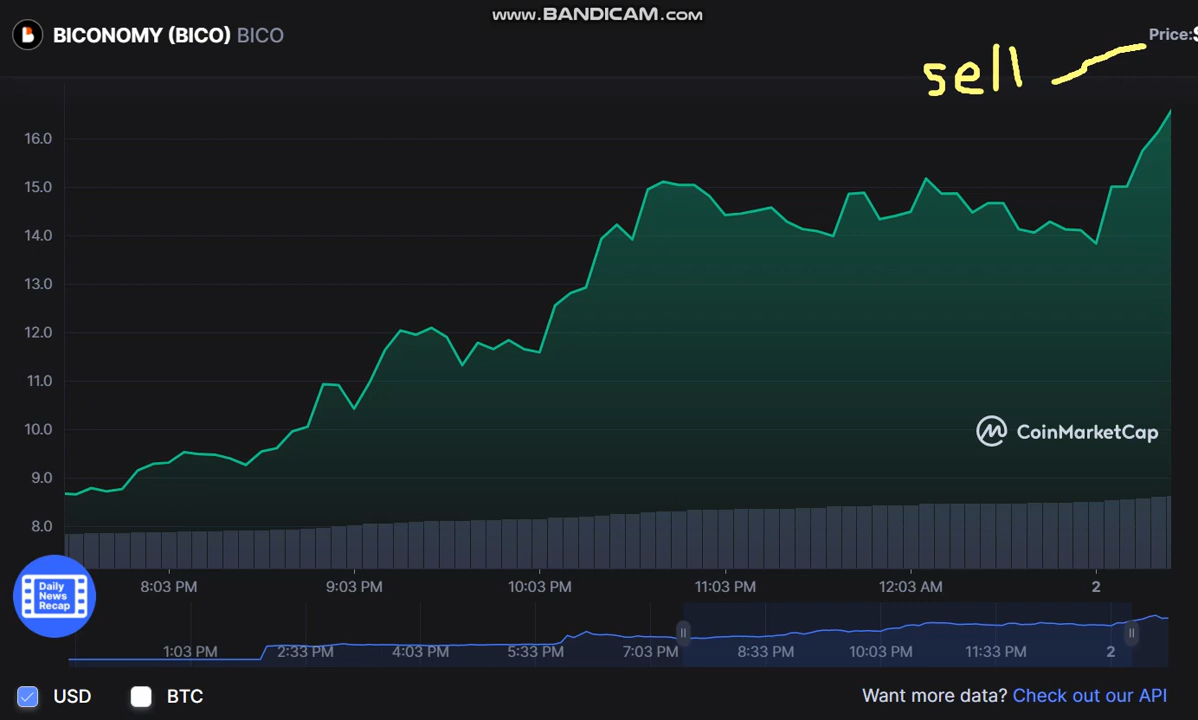 www.BANDICAM.com
BICONOMY (BICO) BICO
Price:
sell
16.0
15.0
14.0
13.0
12.0
11.0
10.0
9.0
8.0
CoinMarketCap
Daily
News
Recap
8:03 PM 9:03 PM 10:03 PM 11:03 PM 12:03 AM 2
1:03 PM 2:33 PM 4:03 PM 5:33 PM 7:03 PM 8:33 PM 10:03 PM 11:33 PM 2
USD BTC
Want more data? Check out our API